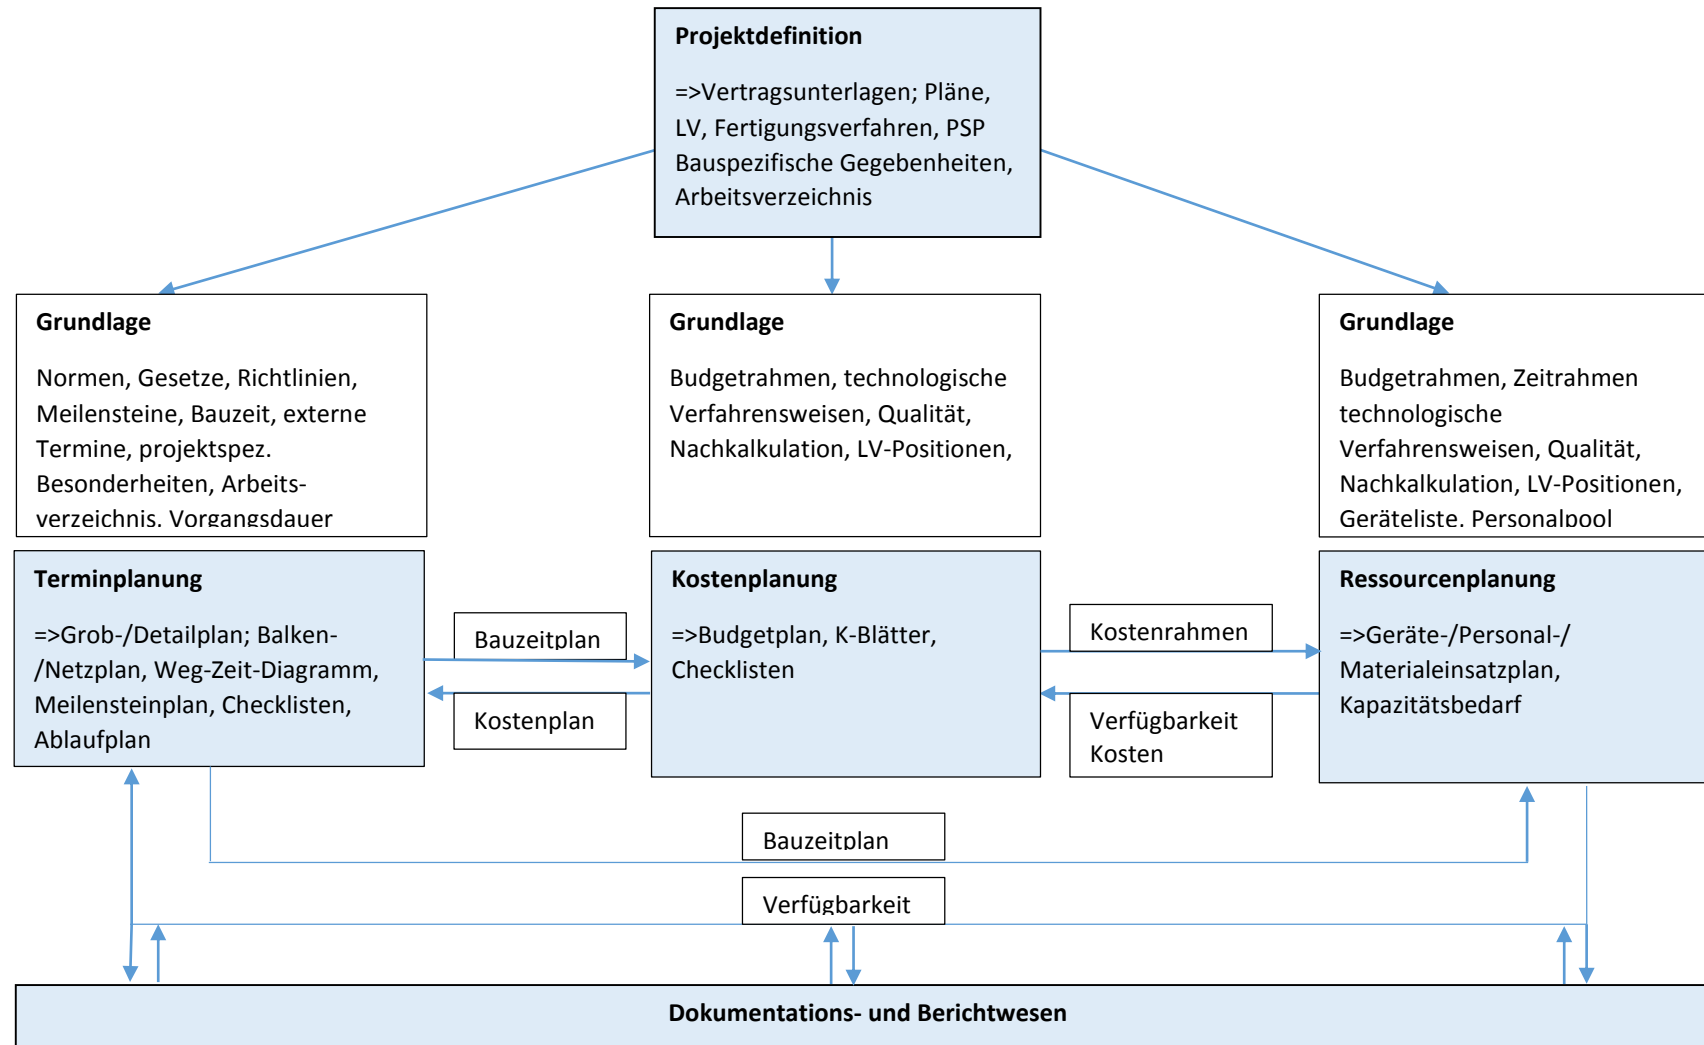 Projektdefinition
=>Vertragsunterlagen; Pläne,
LV, Fertigungsverfahren, PSP
Bauspezifische Gegebenheiten,
Arbeitsverzeichnis
Grundlage
Normen, Gesetze, Richtlinien,
Meilensteine, Bauzeit, externe
Termine, projektspez.
Besonderheiten, Arbeits-
verzeichnis. Vorgangsdauer
Grundlage
Budgetrahmen, technologische
Verfahrensweisen, Qualität,
Nachkalkulation, LV-Positionen,
Grundlage
Budgetrahmen, Zeitrahmen
technologische
Verfahrensweisen, Qualität,
Nachkalkulation, LV-Positionen,
Geräteliste. Personalpool
Terminplanung
=>Grob-/Detailplan; Balken-
/Netzplan, Weg-Zeit-Diagramm,
Meilensteinplan, Checklisten,
Ablaufplan
Bauzeitplan
Kostenplan
Kostenplanung
=>Budgetplan, K-Blätter,
Checklisten
Kostenrahmen
Verfügbarkeit
Kosten
Ressourcenplanung
=>Geräte-/Personal-/
Materialeinsatzplan,
Kapazitätsbedarf
Bauzeitplan
Verfügbarkeit
Dokumentations- und Berichtwesen